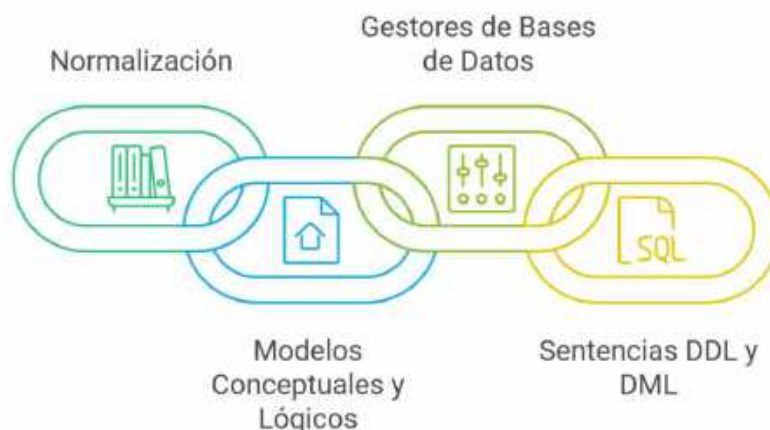 Normalización
Gestores de Bases
de Datos
SQL
Modelos
Conceptuales y
Lógicos
Sentencias DDL y
DML